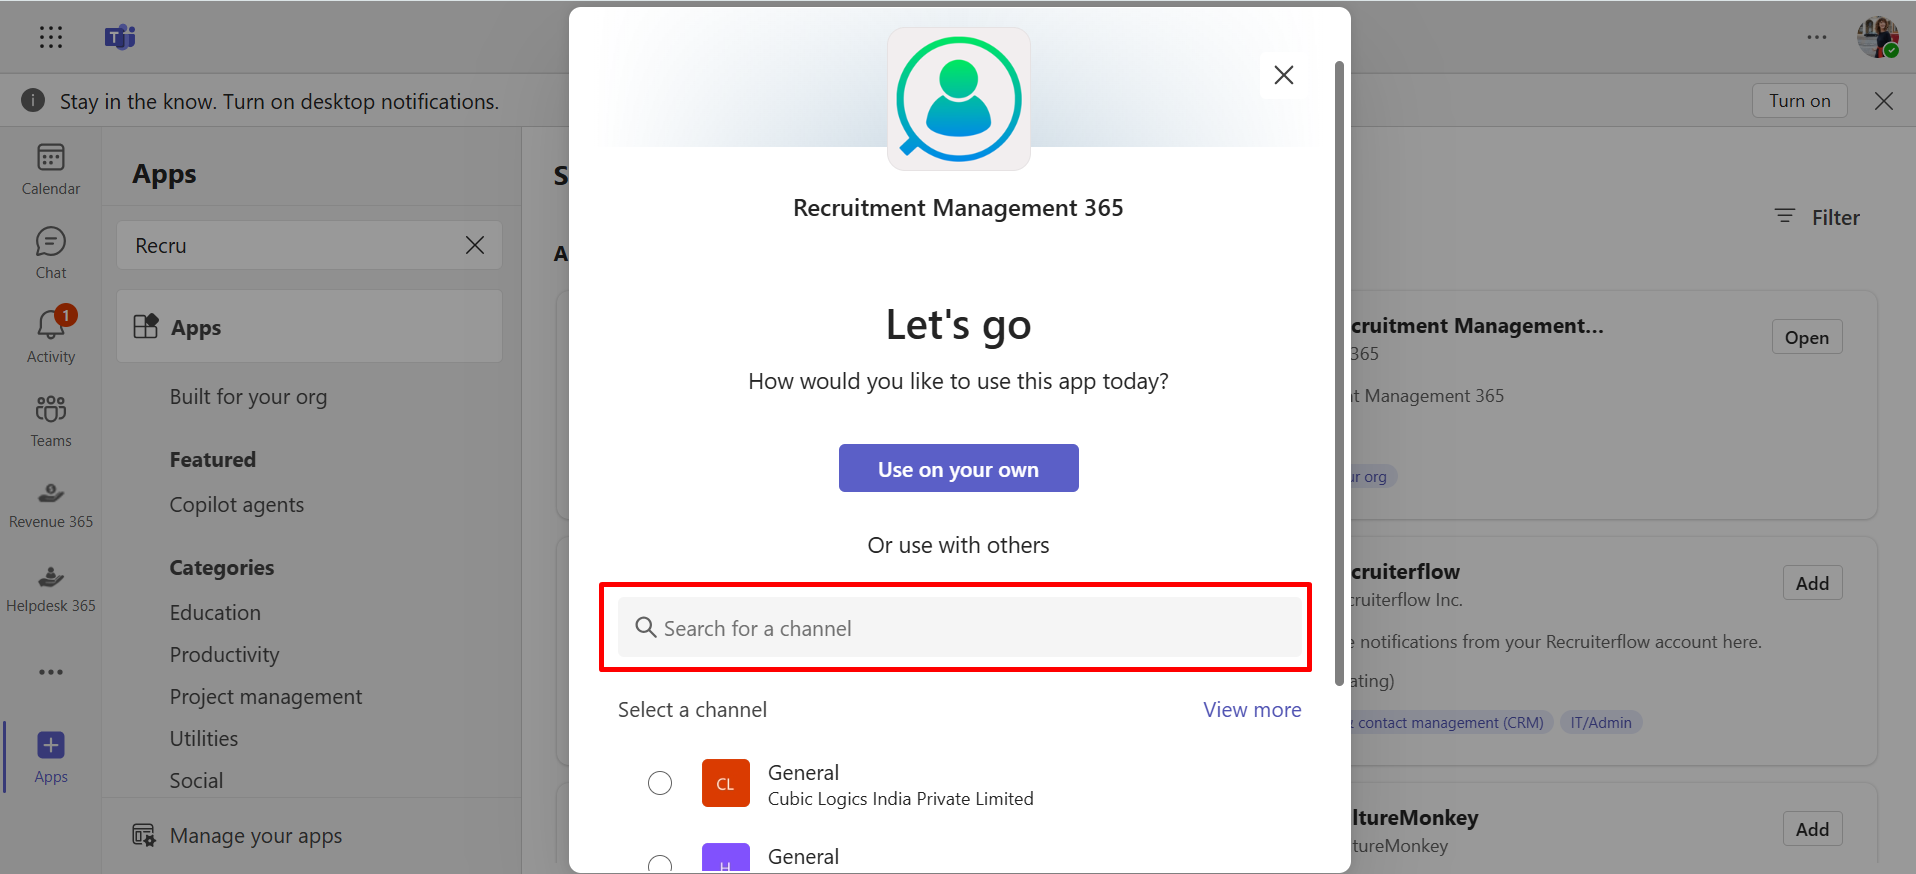 Stay in the know. Turn on desktop notifications.
Turn on
Calendar
Chat
1
Activity
Teams
Revenue 365
Helpdesk 365
Apps
Apps
Recru
Apps
Built for your org
Featured
Copilot agents
Categories
Education
Productivity
Project management
Utilities
Social
Manage your apps
Recruitment Management 365
Let's go
How would you like to use this app today?
Use on your own
Or use with others
Search for a channel
Select a channel
View more
CL
General
Cubic Logics India Private Limited
H
General
S
A
Filter
cruitment Management...
365
Open
t Management 365
ur org
cruiterflow
cruiterflow Inc.
Add
e notifications from your Recruiterflow account here.
ating)
contact management (CRM)
IT/Admin
ltureMonkey
tureMonkey
Add